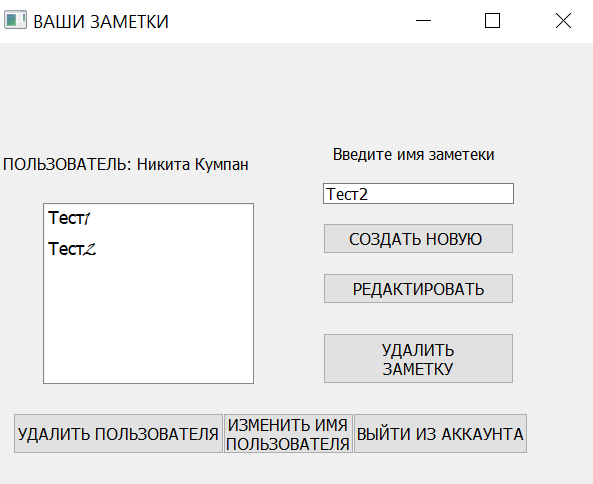 ВАШИ ЗАМЕТКИ
ПОЛЬЗОВАТЕЛЬ: Никита Кумпан
Введите имя заметеки
Тест2
Тест1
Тест2
СОЗДАТЬ НОВУЮ
РЕДАКТИРОВАТЬ
УДАЛИТЬ
ЗАМЕТКУ
УДАЛИТЬ ПОЛЬЗОВАТЕЛЯ
ИЗМЕНИТЬ ИМЯ
ПОЛЬЗОВАТЕЛЯ
ВЫЙТИ ИЗ АККАУНТА